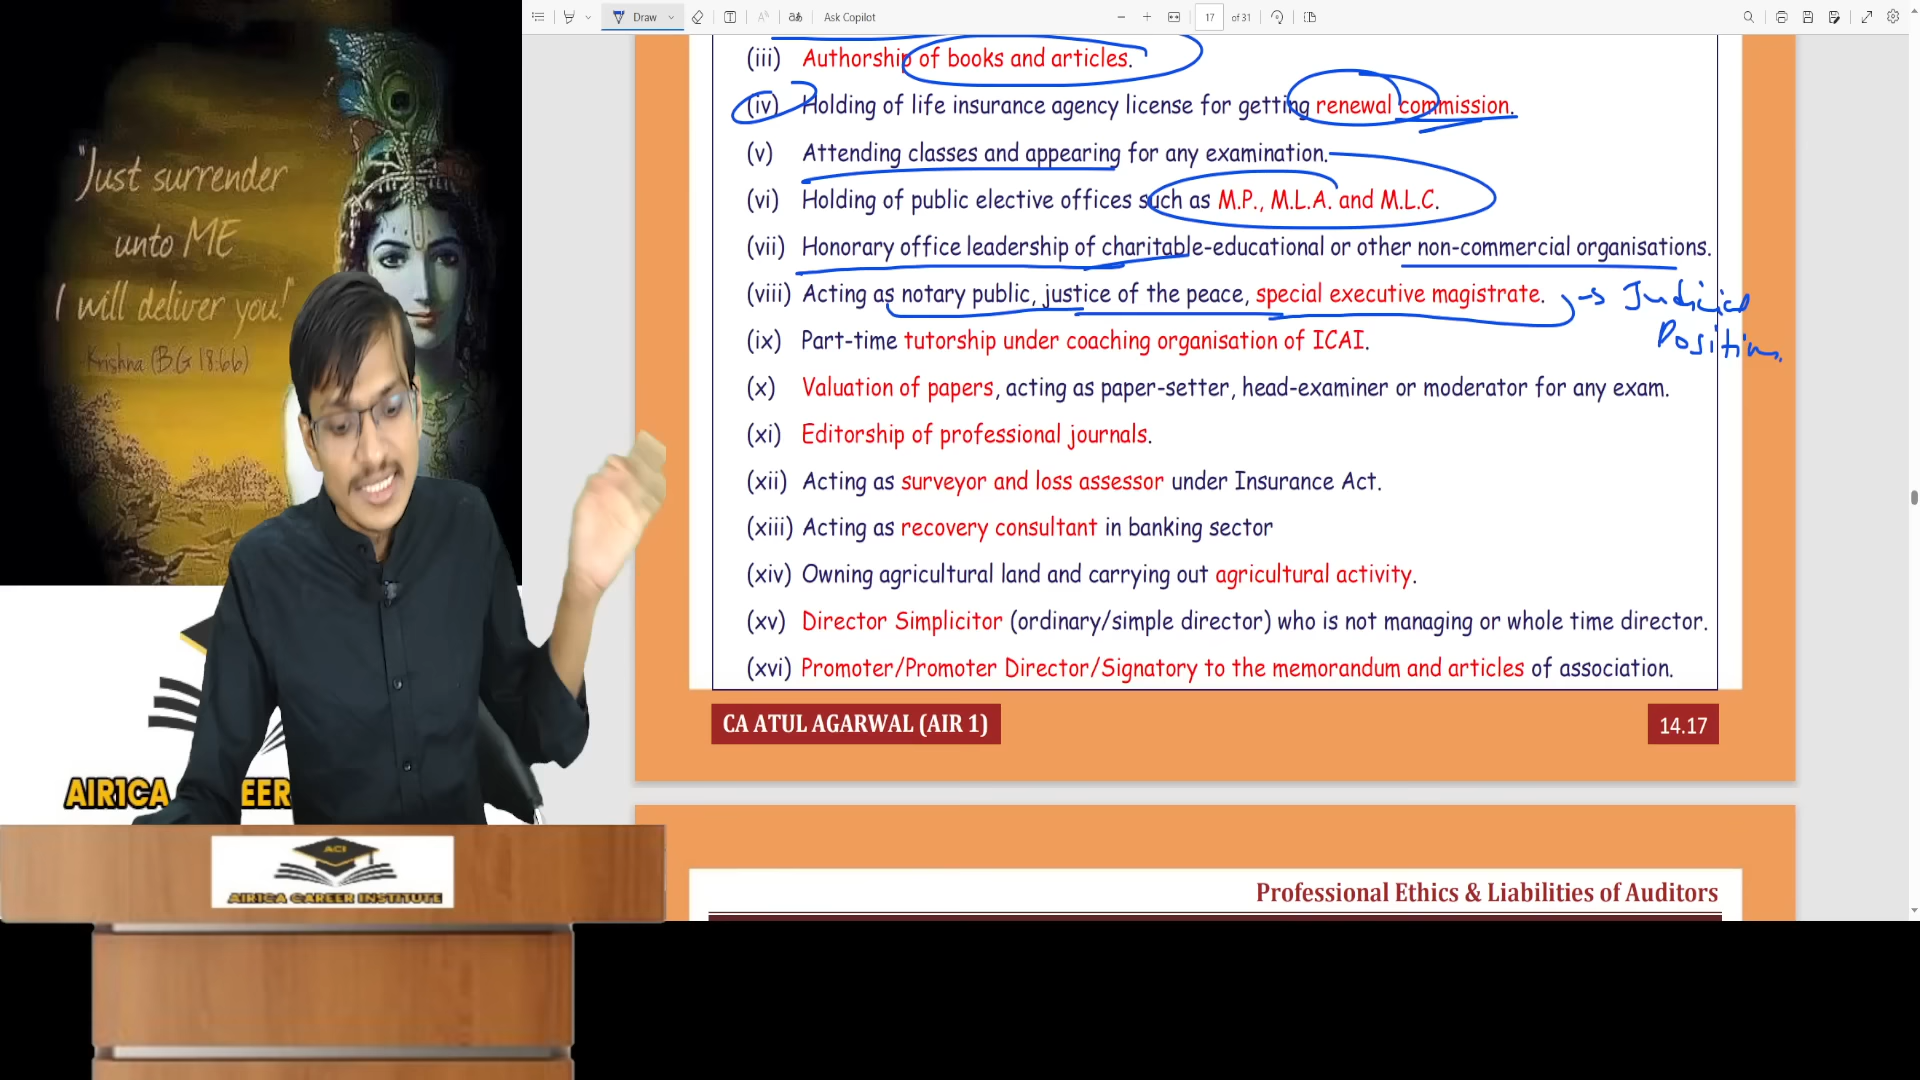 Draw
Ask Copilot
17
of 31
"Just surrender
unto ME
I will deliver you!"
-Krishna (B.G 18:66)
(iii) Authorship of books and articles.
(iv) Holding of life insurance agency license for getting renewal commission.
(v) Attending classes and appearing for any examination.
(vi) Holding of public elective offices such as M.P., M.L.A. and M.L.C.
(vii) Honorary office leadership of charitable-educational or other non-commercial organisations.
(viii) Acting as notary public, justice of the peace, special executive magistrate.
Judicial
Positions
(ix) Part-time tutorship under coaching organisation of ICAI.
(x) Valuation of papers, acting as paper-setter, head-examiner or moderator for any exam.
(xi) Editorship of professional journals.
(xii) Acting as surveyor and loss assessor under Insurance Act.
(xiii) Acting as recovery consultant in banking sector
(xiv) Owning agricultural land and carrying out agricultural activity.
(xv) Director Simplicitor (ordinary/simple director) who is not managing or whole time director.
(xvi) Promoter/Promoter Director/Signatory to the memorandum and articles of association.
CA ATUL AGARWAL (AIR 1)
14.17
Professional Ethics & Liabilities of Auditors
AIR1CA EER
ACI
AIR1CA CAREER INSTITUTE